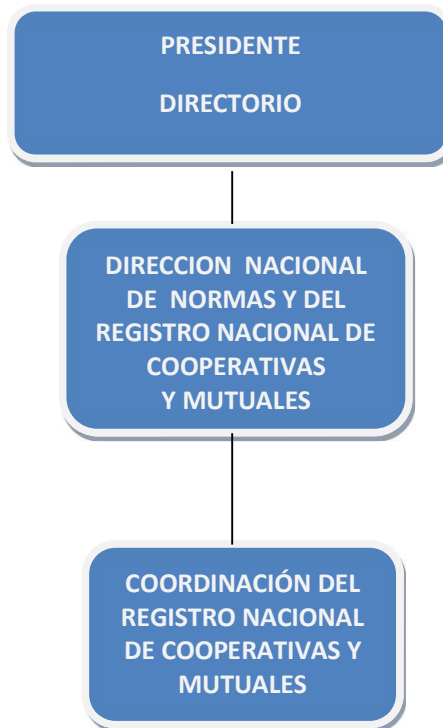 PRESIDENTE
DIRECTORIO
DIRECCION NACIONAL
DE NORMAS Y DEL
REGISTRO NACIONAL DE
COOPERATIVAS
Y MUTUALES
COORDINACIÓN DEL
REGISTRO NACIONAL
DE COOPERATIVAS Y
MUTUALES